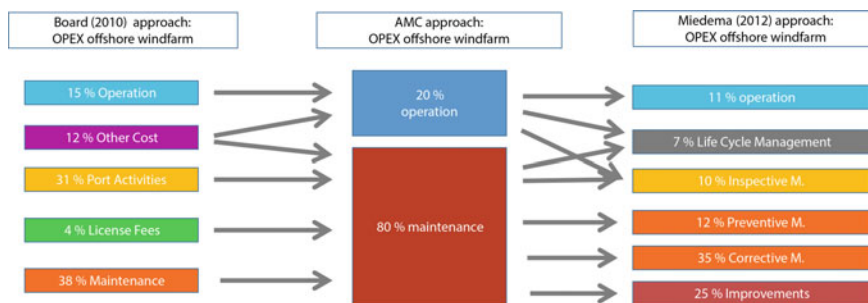 Board (2010) approach:
OPEX offshore windfarm
15 % Operation
12 % Other Cost
31 % Port Activities
4 % License Fees
38 % Maintenance
AMC approach:
OPEX offshore windfarm
20 %
operation
80 % maintenance
Miedema (2012) approach:
OPEX offshore windfarm
11 % operation
7 % Life Cycle Management
10 % Inspective M.
12 % Preventive M.
35 % Corrective M.
25 % Improvements